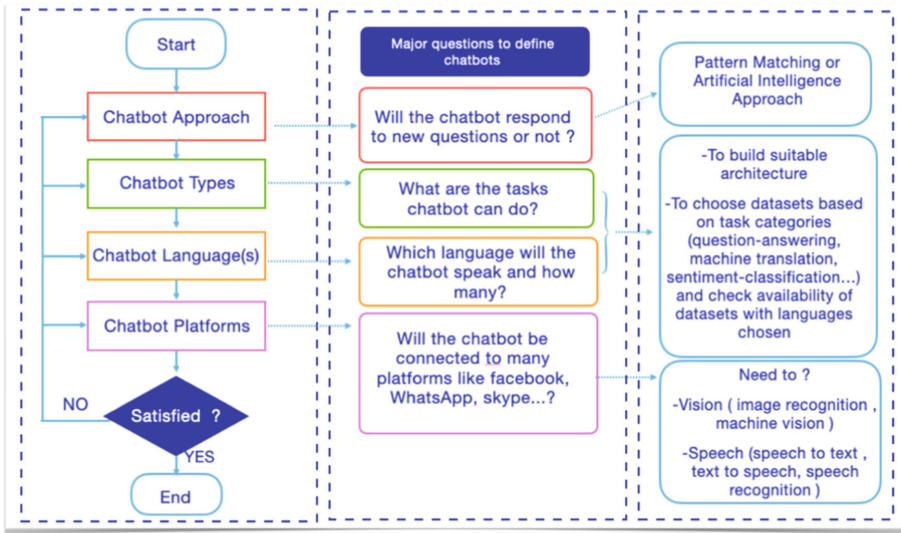 Start
Chatbot Approach
Chatbot Types
Chatbot Language(s)
Chatbot Platforms
Satisfied ?
NO
YES
End
Major questions to define
chatbots
Will the chatbot respond
to new questions or not ?
What are the tasks
chatbot can do?
Which language will the
chatbot speak and how
many?
Will the chatbot be
connected to many
platforms like facebook,
WhatsApp, skype...?
Pattern Matching or
Artificial Intelligence
Approach
-To build suitable
architecture
-To choose datasets based
on task categories
(question-answering,
machine translation,
sentiment-classification...)
and check availability of
datasets with languages
chosen
Need to ?
-Vision ( image recognition ,
machine vision )
-Speech (speech to text ,
text to speech, speech
recognition )